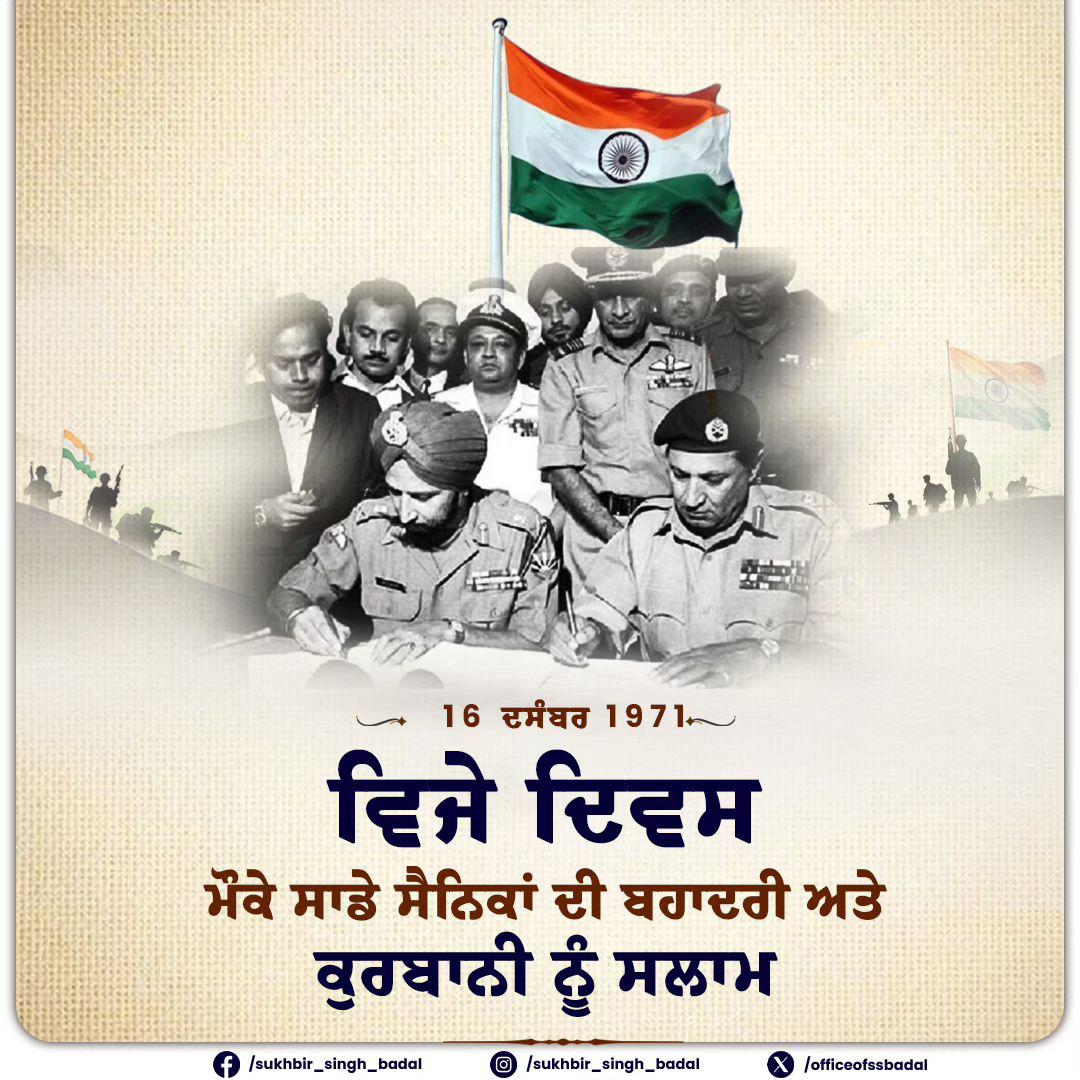 16 ਦਸੰਬਰ 1971
ਵਿਜੇ ਦਿਵਸ
ਮੌਕੇ ਸਾਡੇ ਸੈਨਿਕਾਂ ਦੀ ਬਹਾਦਰੀ ਅਤੇ
ਕੁਰਬਾਨੀ ਨੂੰ ਸਲਾਮ
/sukhbir_singh_badal /sukhbir_singh_badal /officeofssbadal